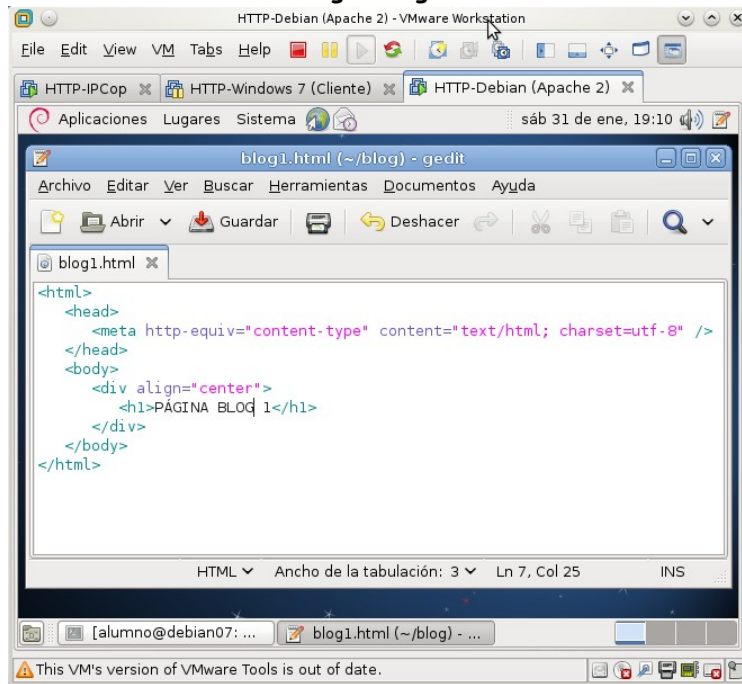 HTTP-Debian (Apache 2) - VMware Workstation
File Edit View VM Tabs Help
HTTP-IPCop HTTP-Windows 7 (Cliente) HTTP-Debian (Apache 2)
Aplicaciones Lugares Sistema sáb 31 de ene, 19:10
blog1.html (~/blog) - gedit
Archivo Editar Ver Buscar Herramientas Documentos Ayuda
Abrir Guardar Deshacer
blog1.html
<html>
<head>
<meta http-equiv="content-type" content="text/html; charset=utf-8" />
</head>
<body>
<div align="center">
<h1>PÁGINA BLOG 1</h1>
</div>
</body>
</html>
HTML Ancho de la tabulación: 3 Ln 7, Col 25 INS
[alumno@debian07: ... blog1.html (~/blog) - ...
This VM's version of VMware Tools is out of date.